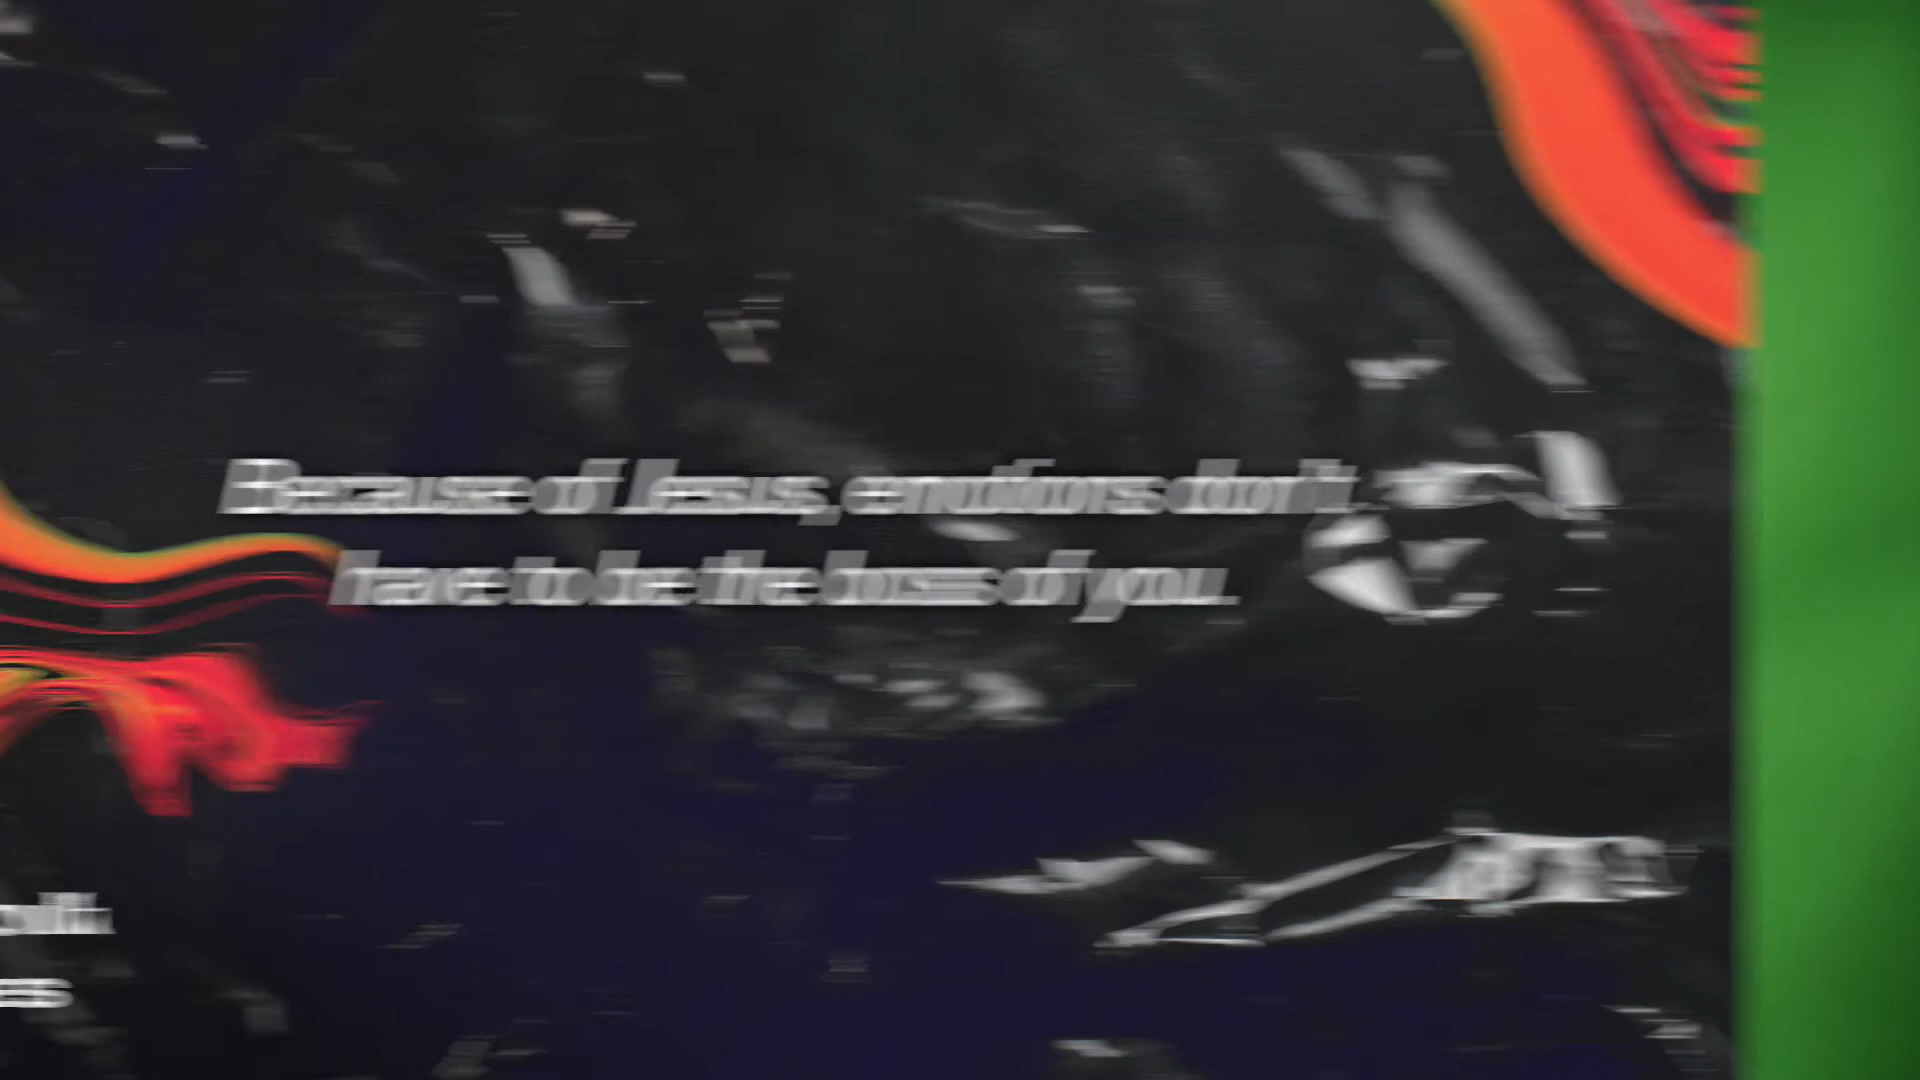 Because of Jesus, emotions don't
have to be the boss of you.